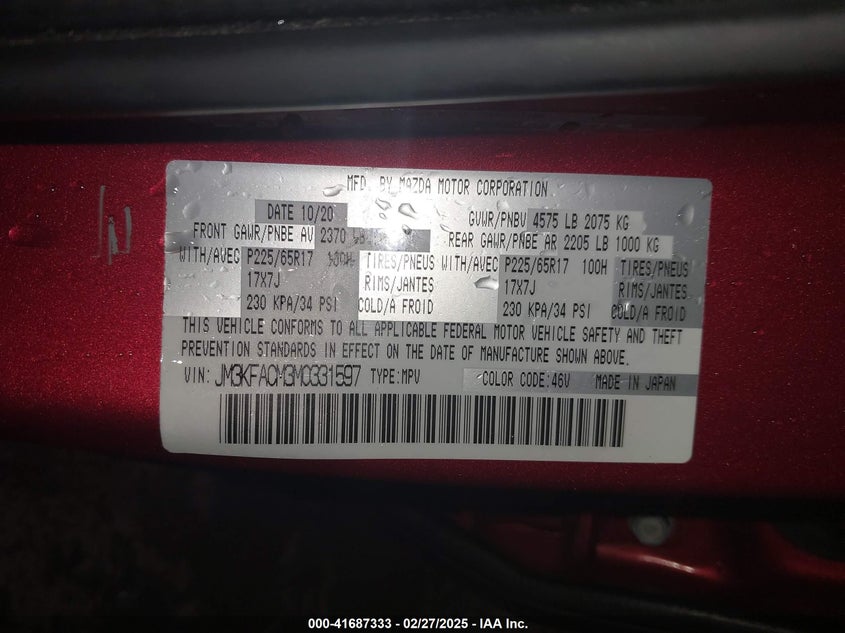 MFD. BY MAZDA MOTOR CORPORATION
DATE 10/20 GVWR/PNBV 4575 LB 2075 KG
FRONT GAWR/PNBE AV 2370 LB REAR GAWR/PNBE AR 2205 LB 1000 KG
WITH/AVEC P225/65R17 100H TIRES/PNEUS WITH/AVEC P225/65R17 100H TIRES/PNEUS
17X7J RIMS/JANTES 17X7J RIMS/JANTES
230 KPA/34 PSI COLD/A FROID 230 KPA/34 PSI COLD/A FROID
THIS VEHICLE CONFORMS TO ALL APPLICABLE FEDERAL MOTOR VEHICLE SAFETY AND THEFT
PREVENTION STANDARDS IN EFFECT ON THE DATE OF MANUFACTURE SHOWN ABOVE.
VIN: JM3KFACM3M0331597 TYPE:MPV COLOR CODE:46V MADE IN JAPAN
000-41687333 - 02/27/2025 - IAA Inc.